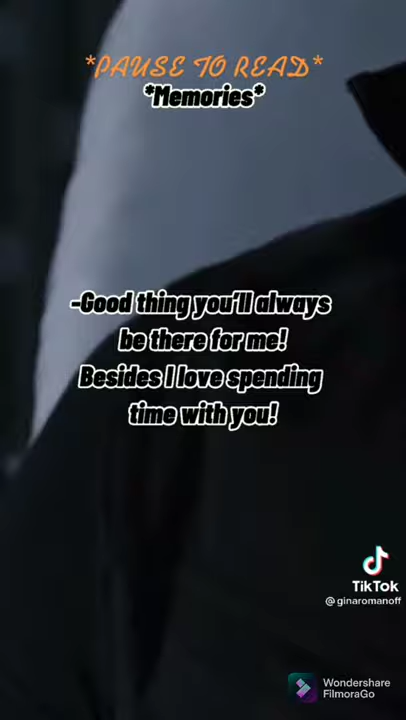 *PAUSE TO READ*
*Memories*
-Good thing you'll always
be there for me!
Besides I love spending
time with you!
TikTok
@ginaromanoff
Wondershare
FilmoraGo